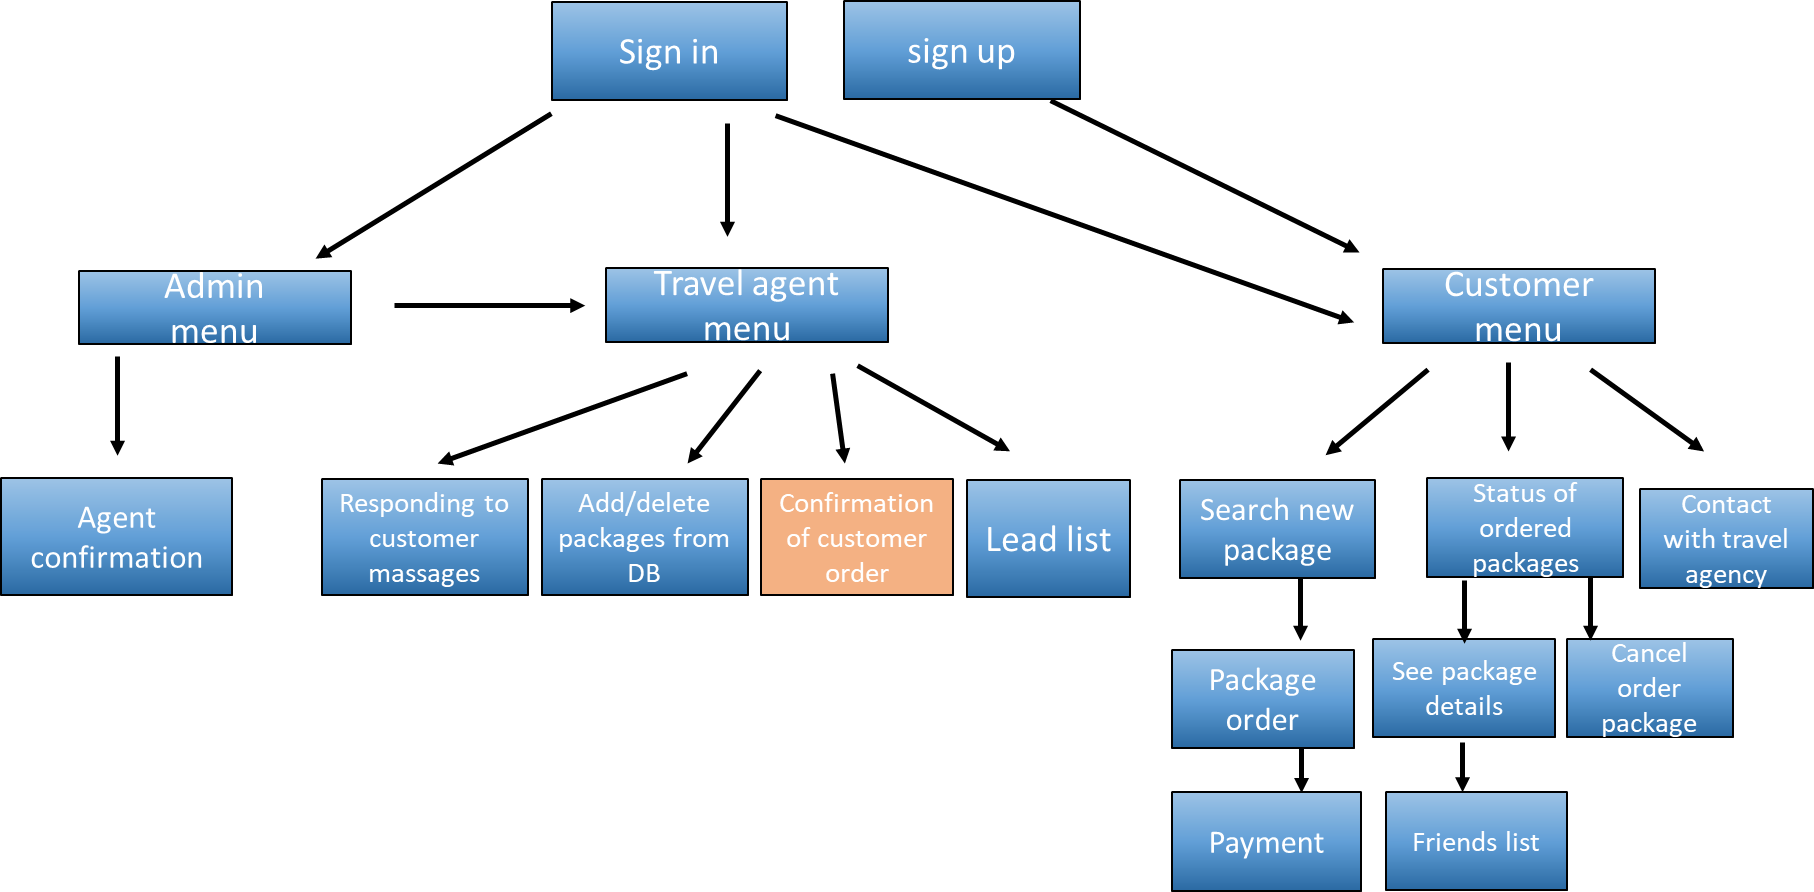 Sign in
sign up
Admin
menu
Travel agent
menu
Customer
menu
Agent
confirmation
Responding to
customer
massages
Add/delete
packages from
DB
Confirmation
of customer
order
Lead list
Search new
package
Status of
ordered
packages
Contact
with travel
agency
Package
order
See package
details
Cancel
order
package
Payment
Friends list